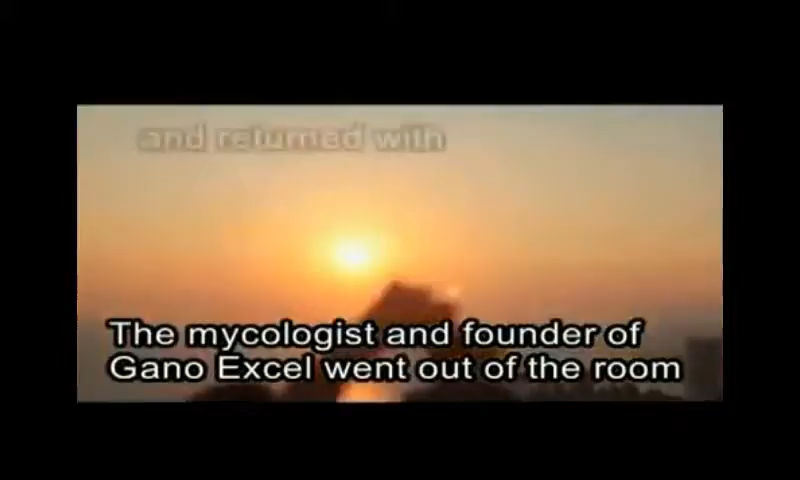 and returned with
The mycologist and founder of
Gano Excel went out of the room